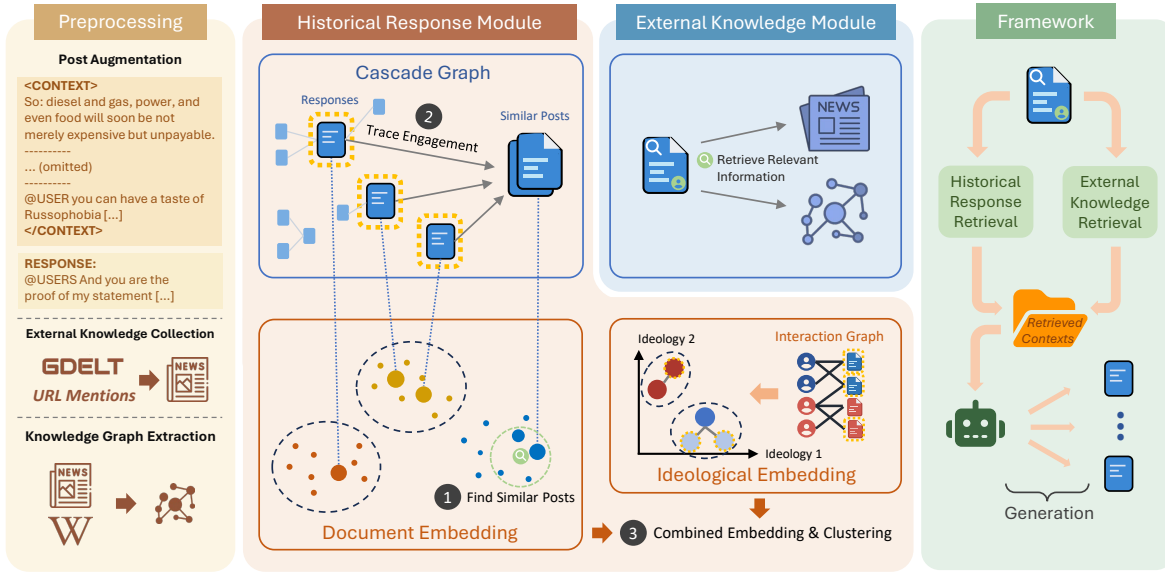 Preprocessing
Post Augmentation
<CONTEXT>
So: diesel and gas, power, and
even food will soon be not
merely expensive but unpayable.
----------
... (omitted)
----------
@USER you can have a taste of
Russophobia [...]
</CONTEXT>
RESPONSE:
@USERS And you are the
proof of my statement [...]
External Knowledge Collection
GDELT
URL Mentions
NEWS
Knowledge Graph Extraction
NEWS
W
Historical Response Module
Cascade Graph
Responses
2
Trace Engagement
Similar Posts
1
Find Similar Posts
Document Embedding
External Knowledge Module
NEWS
Retrieve Relevant
Information
Ideology 2
Interaction Graph
Ideology 1
Ideological Embedding
3
Combined Embedding & Clustering
Framework
Historical
Response
Retrieval
External
Knowledge
Retrieval
Retrieved
Contexts
Generation